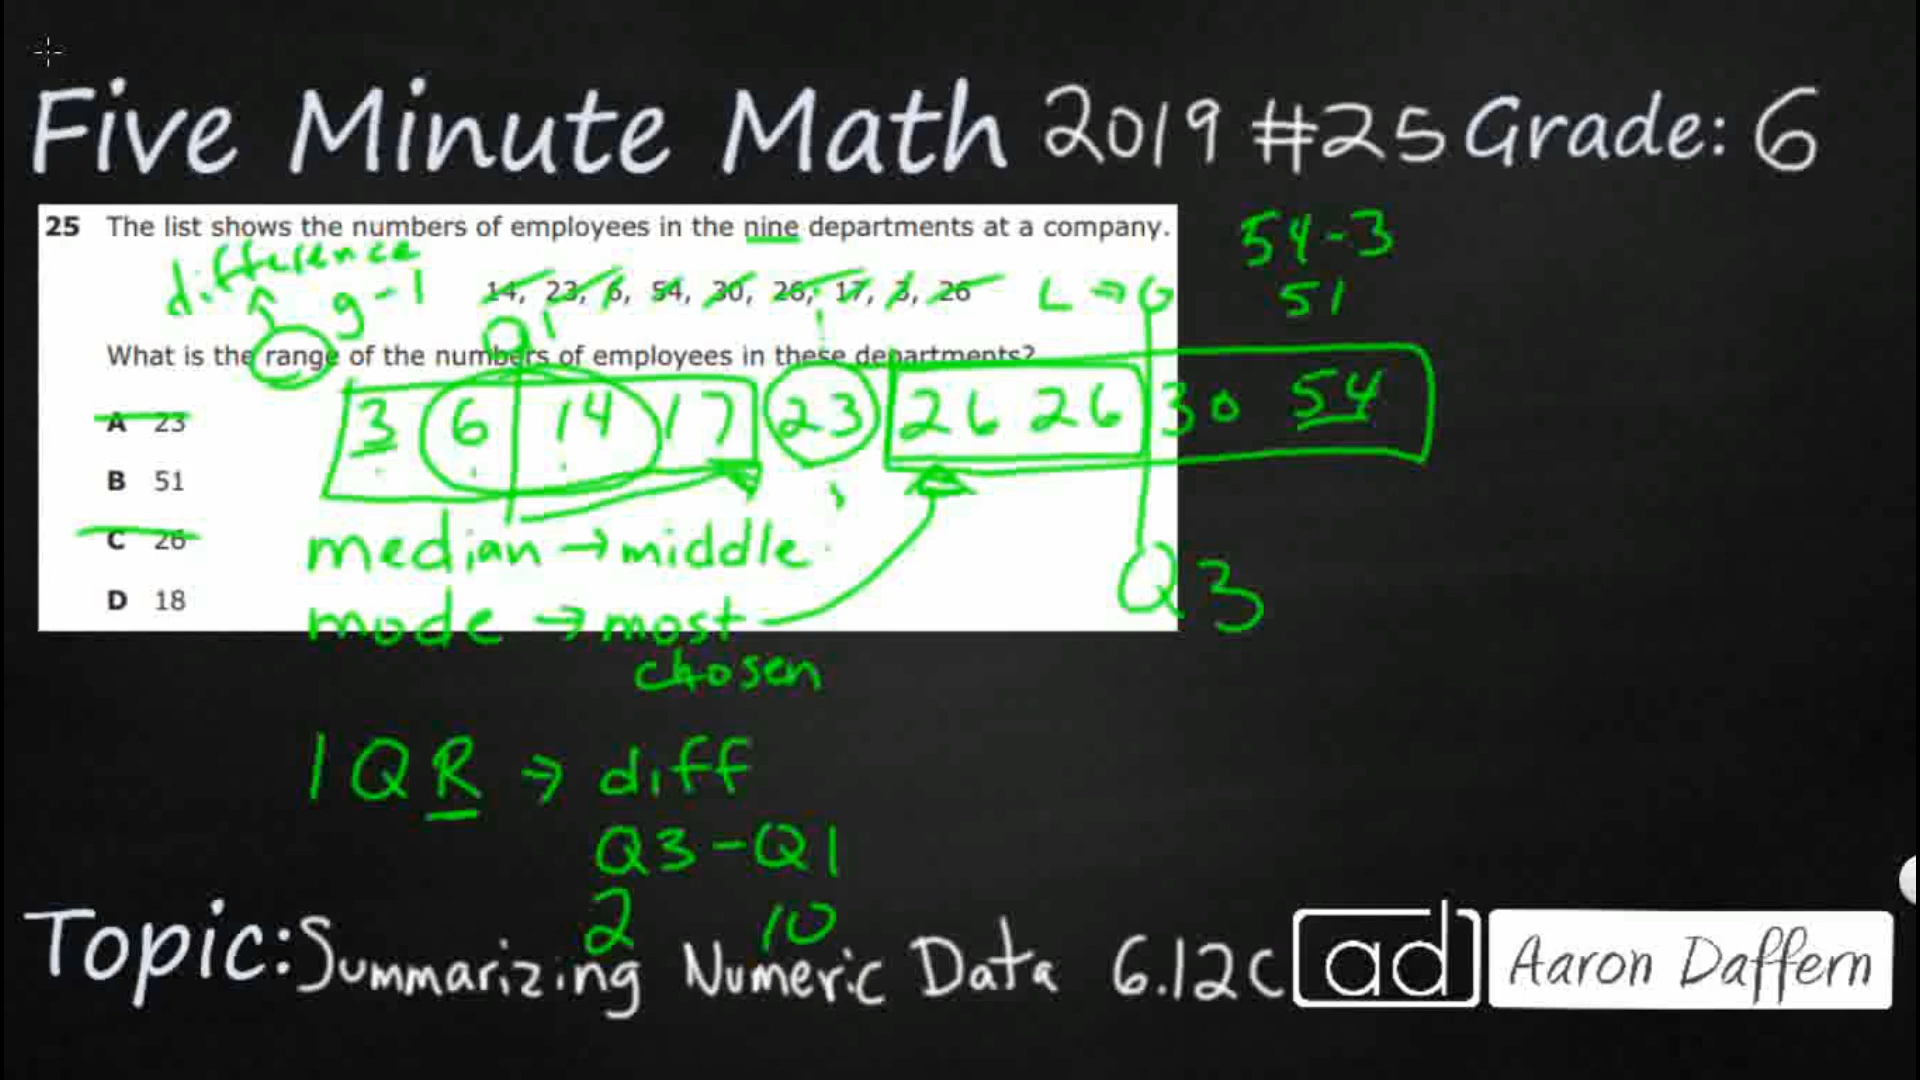 Five Minute Math 2019 #25 Grade: 6
25 The list shows the numbers of employees in the nine departments at a company.
difference
g-1
14, 23, 6, 54, 30, 26, 17, 3, 26
L → G
54-3
51
Q1
What is the range of the numbers of employees in these departments?
3 6 14 17 23 26 26 30 54
A 23
B 51
C 26
D 18
median → middle
mode → most
chosen
Q3
IQR → diff
Q3-Q1
2 10
Topic: Summarizing Numeric Data 6.12C ad Aaron Daffern